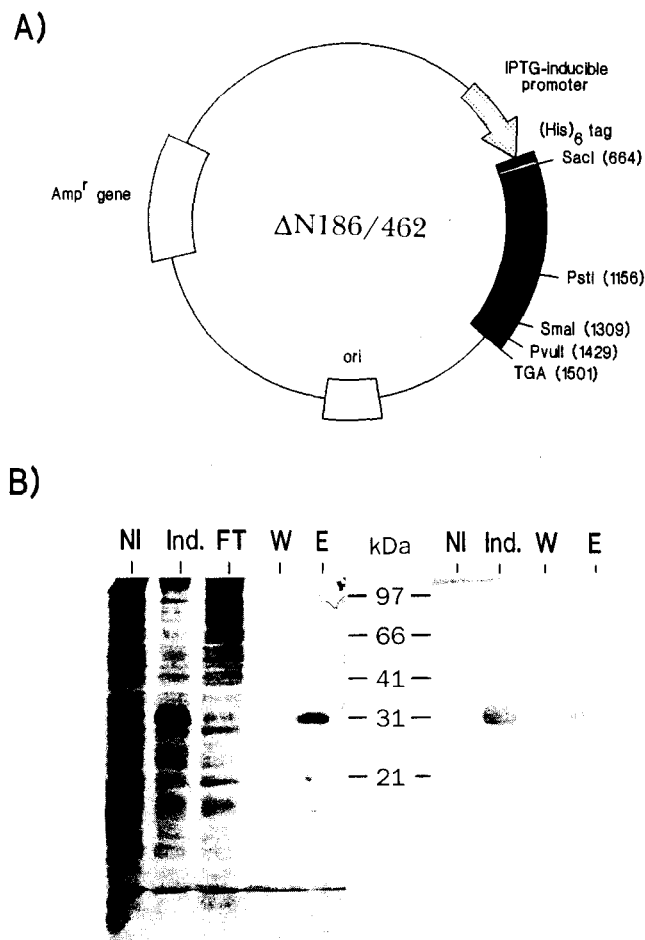 A)
IPTG-inducible
promoter
(His)6 tag
SacI (664)
Ampr gene
ΔN186/462
PstI (1156)
SmaI (1309)
PvuII (1429)
TGA (1501)
ori
B)
NI Ind. FT W E kDa NI Ind. W E
97
66
41
31
21